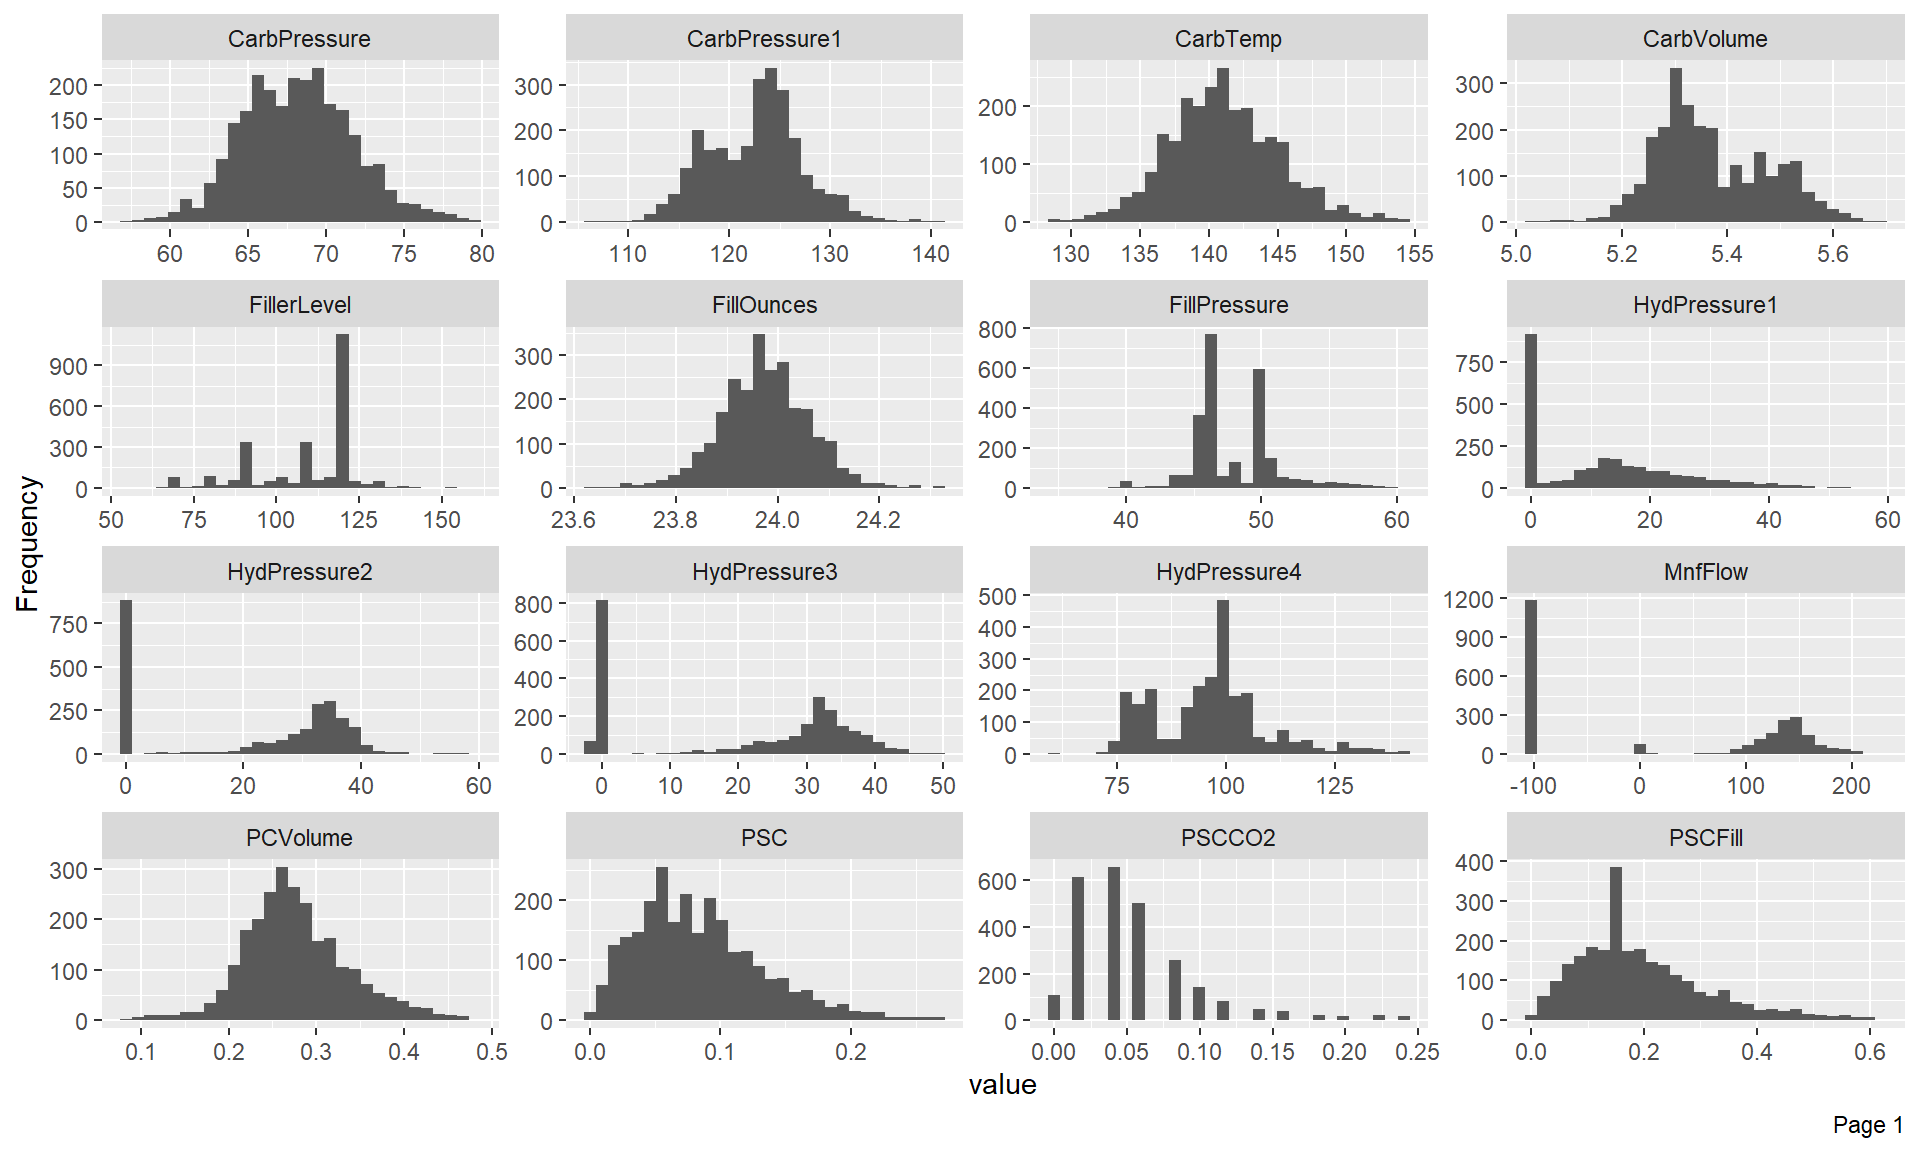 CarbPressure CarbPressure1 CarbTemp CarbVolume
200 150 100 50 0
300 200 100 0
200 100 0
300 200 100 0
60 65 70 75 80 110 120 130 140 130 135 140 145 150 155 5.0 5.2 5.4 5.6
FillerLevel FillOunces FillPressure HydPressure1
900 600 300 0
300 200 100 0
800 600 400 200 0
750 500 250 0
50 75 100 125 150 23.6 23.8 24.0 24.2 40 50 60 0 20 40 60
Frequency
HydPressure2 HydPressure3 HydPressure4 MnfFlow
750 500 250 0
800 600 400 200 0
500 400 300 200 100 0
1200 900 600 300 0
0 20 40 60 0 10 20 30 40 50 75 100 125 -100 0 100 200
PCVolume PSC PSCCO2 PSCFill
300 200 100 0
200 100 0
600 400 200 0
400 300 200 100 0
0.1 0.2 0.3 0.4 0.5 0.0 0.1 0.2 0.00 0.05 0.10 0.15 0.20 0.25 0.0 0.2 0.4 0.6
value
Page 1